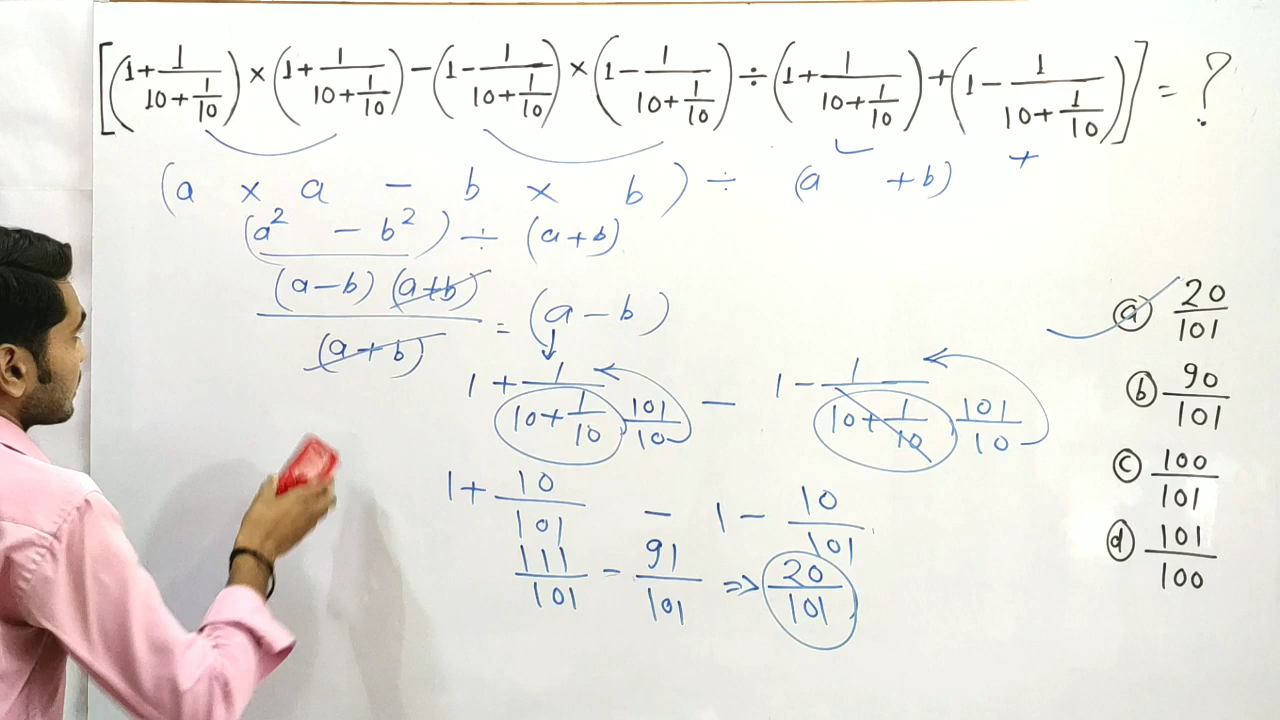 [(1+1/(10+1/10)) × (1+1/(10+1/10)) − (1−1/(10+1/10)) × (1−1/(10+1/10)) ÷ (1+1/(10+1/10)) + (1−1/(10+1/10))] = ?
(a × a − b × b) ÷ (a + b) +
(a² − b²) ÷ (a+b)
(a−b) (a+b)
(a+b)
= (a − b)
1 + 1/(10+1/10) 101/10 − 1 − 1/(10+1/10) 101/10
1 + 10/101 − 1 − 10/101
111/101 − 91/101 ⇒ 20/101
ⓐ 20/101
ⓑ 90/101
ⓒ 100/101
ⓓ 101/100